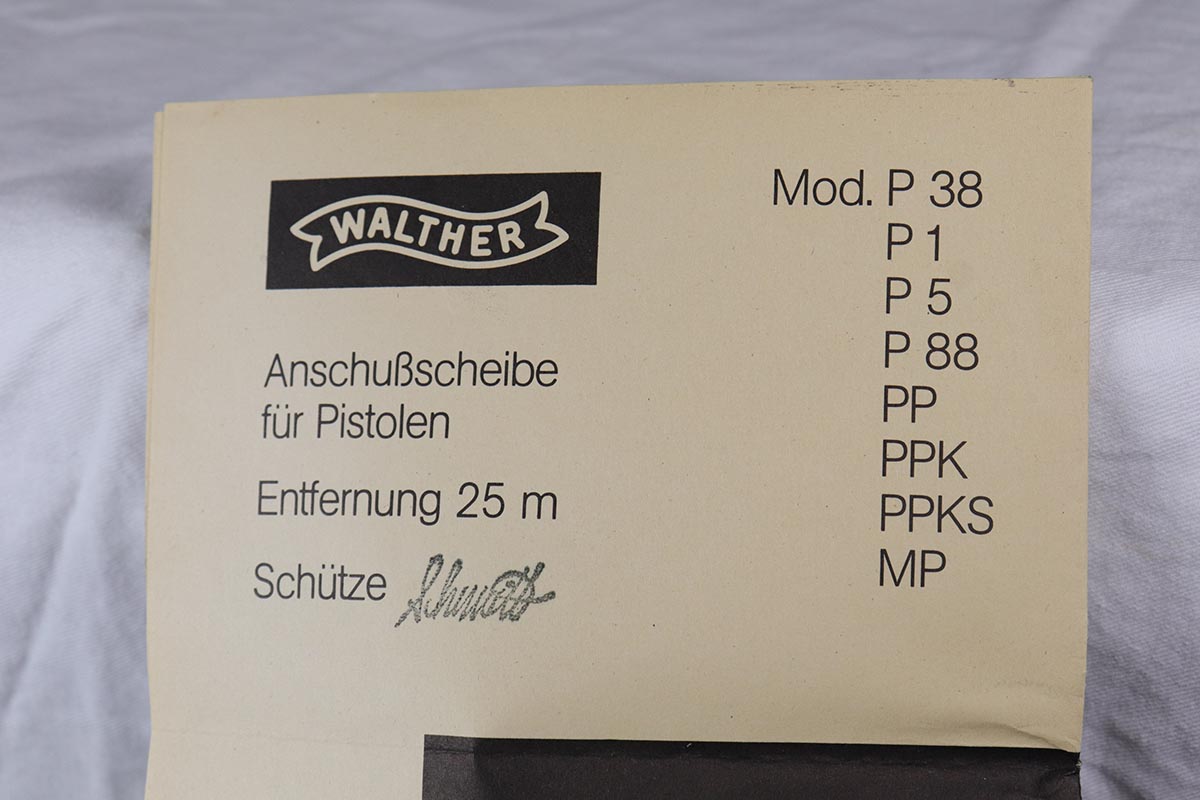 WALTHER
Anschußscheibe
für Pistolen
Entfernung 25 m
Schütze
Mod. P 38
P 1
P 5
P 88
PP
PPK
PPKS
MP